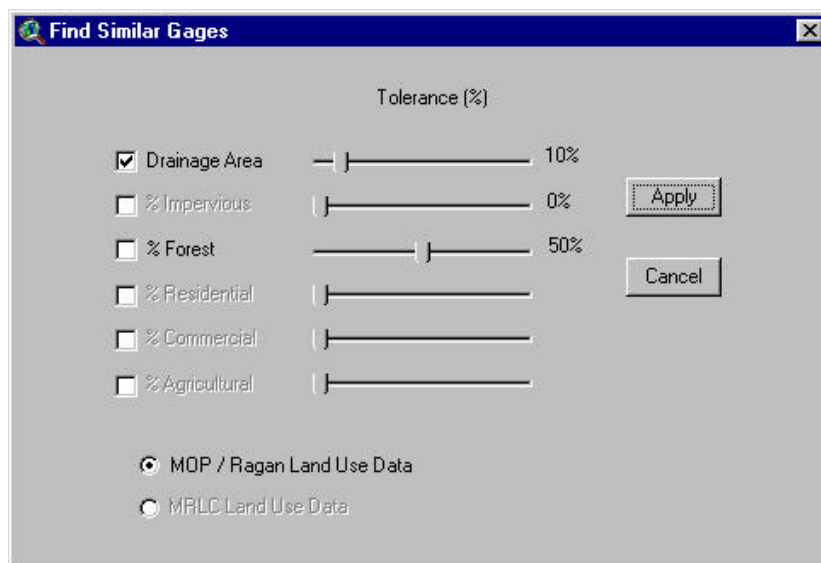 Find Similar Gages
Tolerance (%)
Drainage Area 10%
% Impervious 0%
Apply
% Forest 50%
Cancel
% Residential
% Commercial
% Agricultural
MOP / Ragan Land Use Data
MRLC Land Use Data